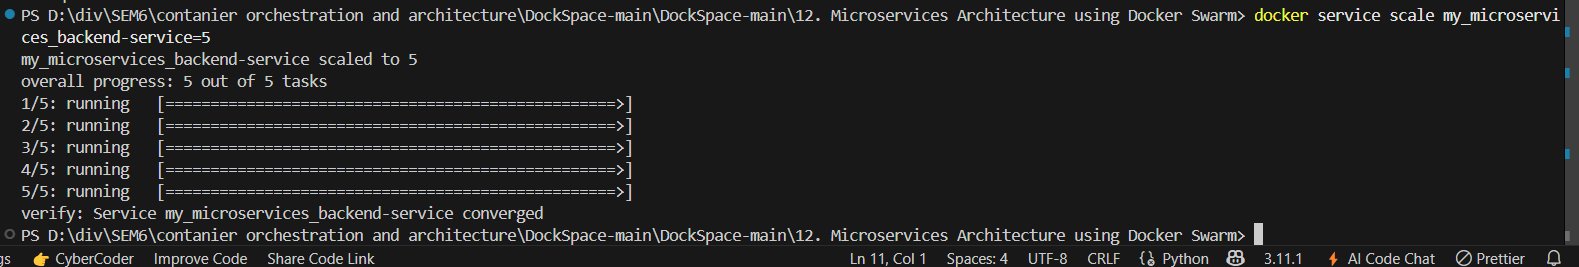 PS D:\div\SEM6\contanier orchestration and architecture\DockSpace-main\DockSpace-main\12. Microservices Architecture using Docker Swarm> docker service scale my_microservi
ces_backend-service=5
my_microservices_backend-service scaled to 5
overall progress: 5 out of 5 tasks
1/5: running   [==================================================>]
2/5: running   [==================================================>]
3/5: running   [==================================================>]
4/5: running   [==================================================>]
5/5: running   [==================================================>]
verify: Service my_microservices_backend-service converged
PS D:\div\SEM6\contanier orchestration and architecture\DockSpace-main\DockSpace-main\12. Microservices Architecture using Docker Swarm>
gs CyberCoder Improve Code Share Code Link Ln 11, Col 1 Spaces: 4 UTF-8 CRLF Python 3.11.1 AI Code Chat Prettier